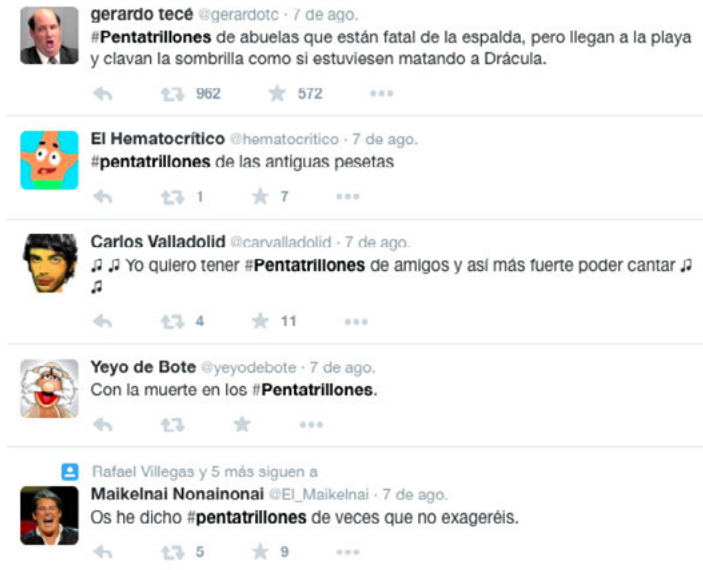 gerardo tecé @gerardotc · 7 de ago.
#Pentatrillones de abuelas que están fatal de la espalda, pero llegan a la playa
y clavan la sombrilla como si estuviesen matando a Drácula.
962 572
El Hematocrítico @hematocritico · 7 de ago.
#pentatrillones de las antiguas pesetas
1 7
Carlos Valladolid @carvalladolid · 7 de ago.
♫ ♫ Yo quiero tener #Pentatrillones de amigos y así más fuerte poder cantar ♫
♫
4 11
Yeyo de Bote @yeyodebote · 7 de ago.
Con la muerte en los #Pentatrillones.
Rafael Villegas y 5 más siguen a
Maikelnai Nonainonai @El_Maikelnai · 7 de ago.
Os he dicho #pentatrillones de veces que no exageréis.
5 9